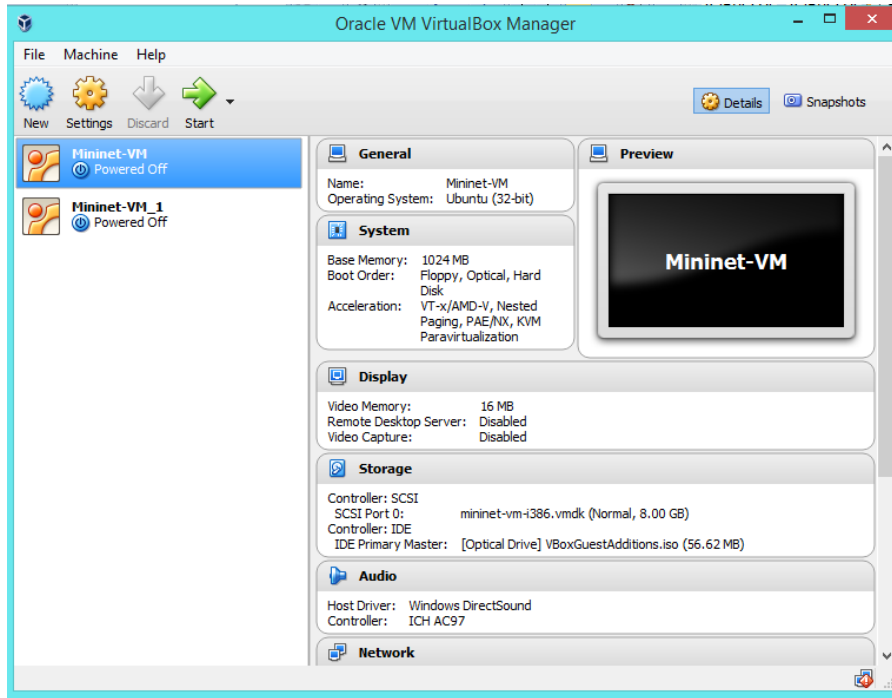 Oracle VM VirtualBox Manager
File Machine Help
New Settings Discard Start
Details Snapshots
Mininet-VM
Powered Off
Mininet-VM_1
Powered Off
General
Name: Mininet-VM
Operating System: Ubuntu (32-bit)
System
Base Memory: 1024 MB
Boot Order: Floppy, Optical, Hard
Disk
Acceleration: VT-x/AMD-V, Nested
Paging, PAE/NX, KVM
Paravirtualization
Preview
Mininet-VM
Display
Video Memory: 16 MB
Remote Desktop Server: Disabled
Video Capture: Disabled
Storage
Controller: SCSI
SCSI Port 0: mininet-vm-i386.vmdk (Normal, 8.00 GB)
Controller: IDE
IDE Primary Master: [Optical Drive] VBoxGuestAdditions.iso (56.62 MB)
Audio
Host Driver: Windows DirectSound
Controller: ICH AC97
Network